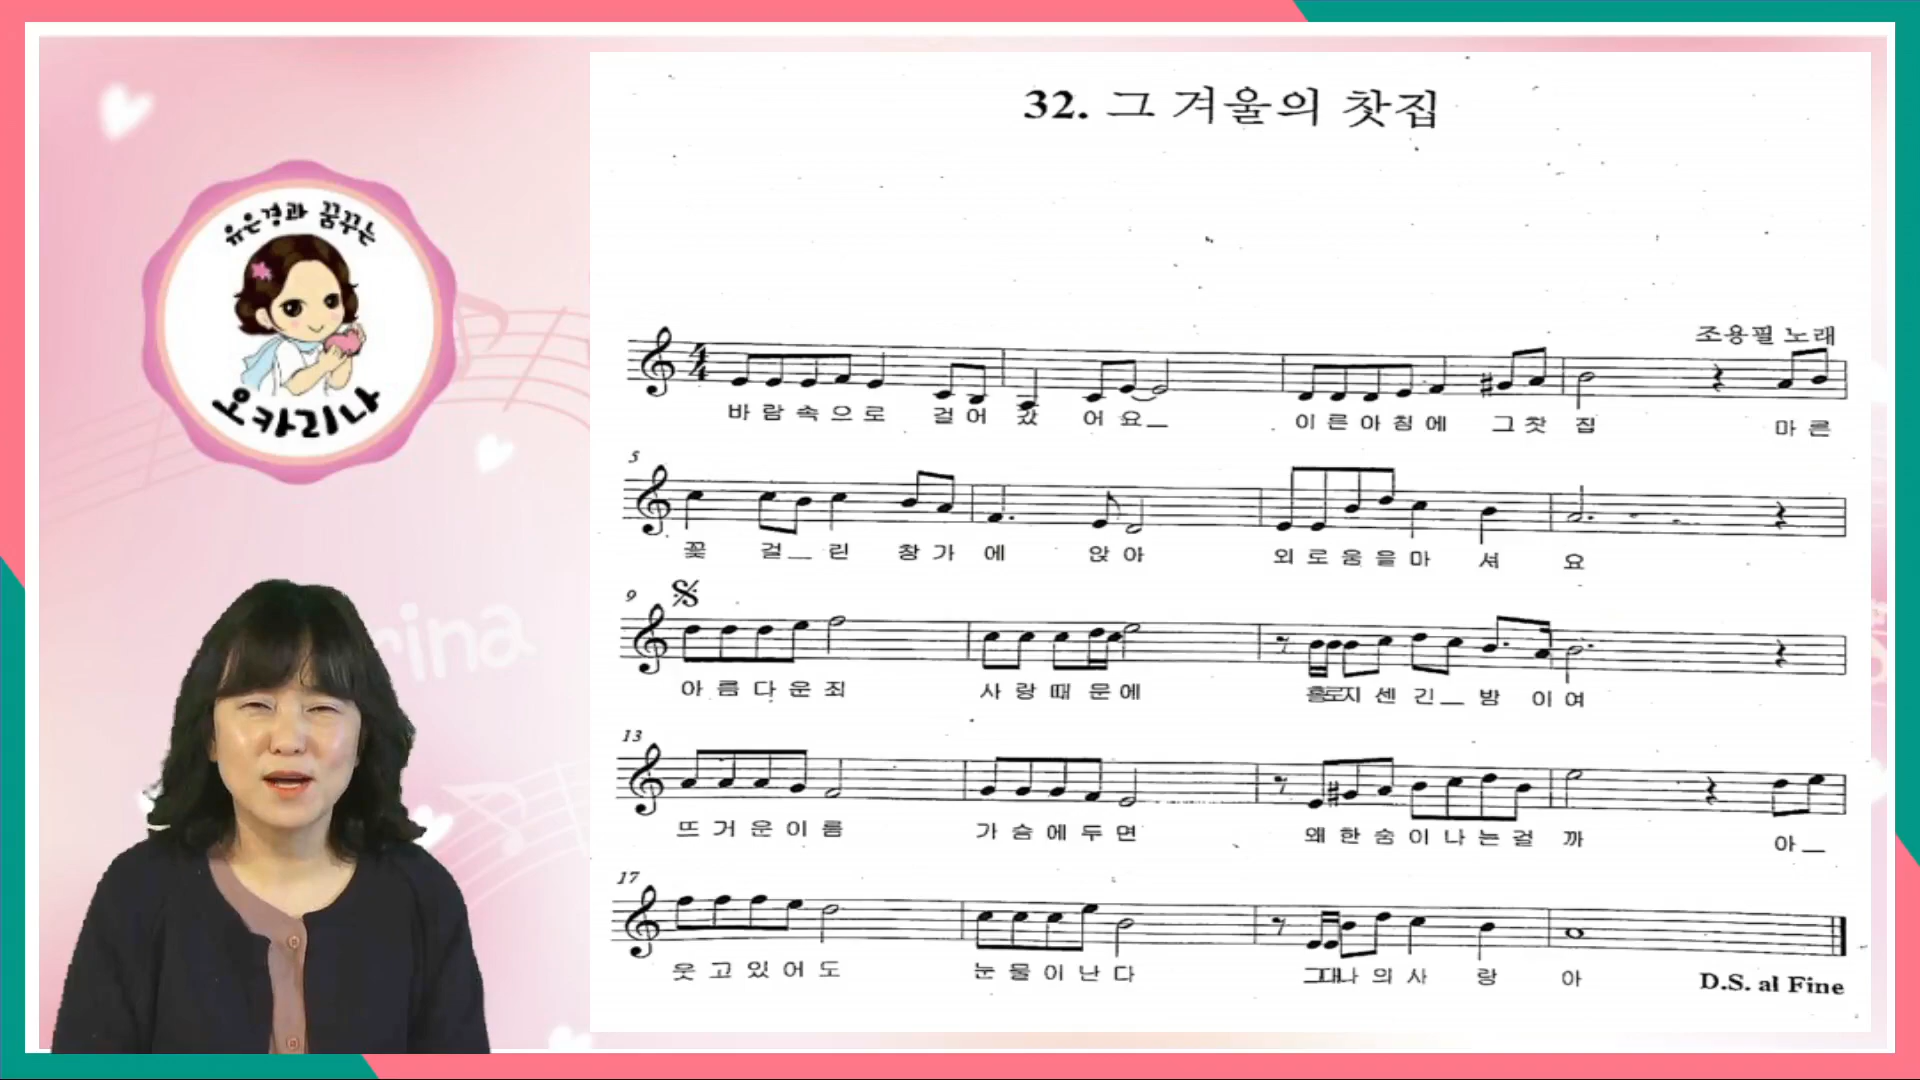 유은경과 꿈꾸는
오카리나
rina
32. 그 겨울의 찻집
조용필 노래
바 람 속 으 로 걸 어 갔 어 요 이 른 아 침 에 그 찻 집 마 른
5
꽃 걸 린 창 가 에 앉 아 외 로 움 을 마 셔 요
9
아 름 다 운 죄 사 랑 때 문 에 홀로지 센 긴 방 이 여
13
뜨 거 운 이 름 가 슴 에 두 면 왜 한 숨 이 나 는 걸 까 아
17
웃 고 있 어 도 눈 물 이 난 다 그대나 의 사 랑 아
D.S. al Fine